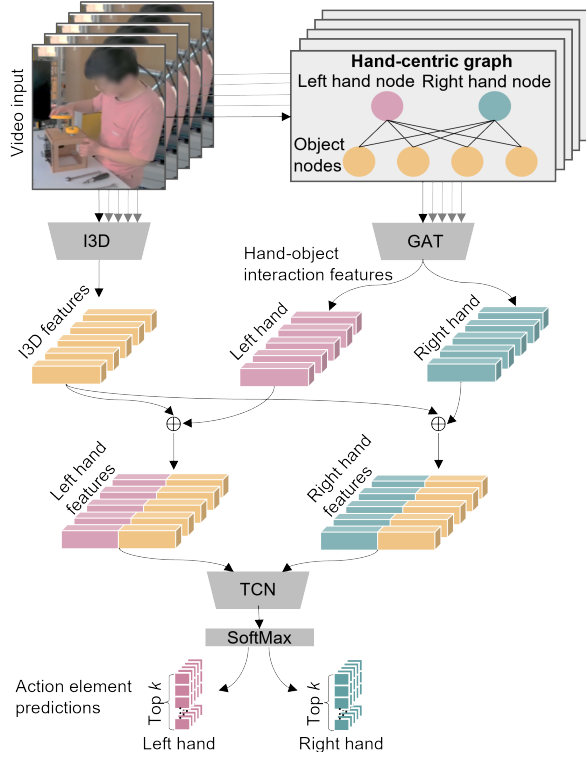 Video input
Hand-centric graph
Left hand node Right hand node
Object
nodes
I3D
GAT
Hand-object
interaction features
I3D features
Left hand
Right hand
Left hand
features
Right hand
features
TCN
SoftMax
Action element
predictions
Top k
Top k
Left hand
Right hand